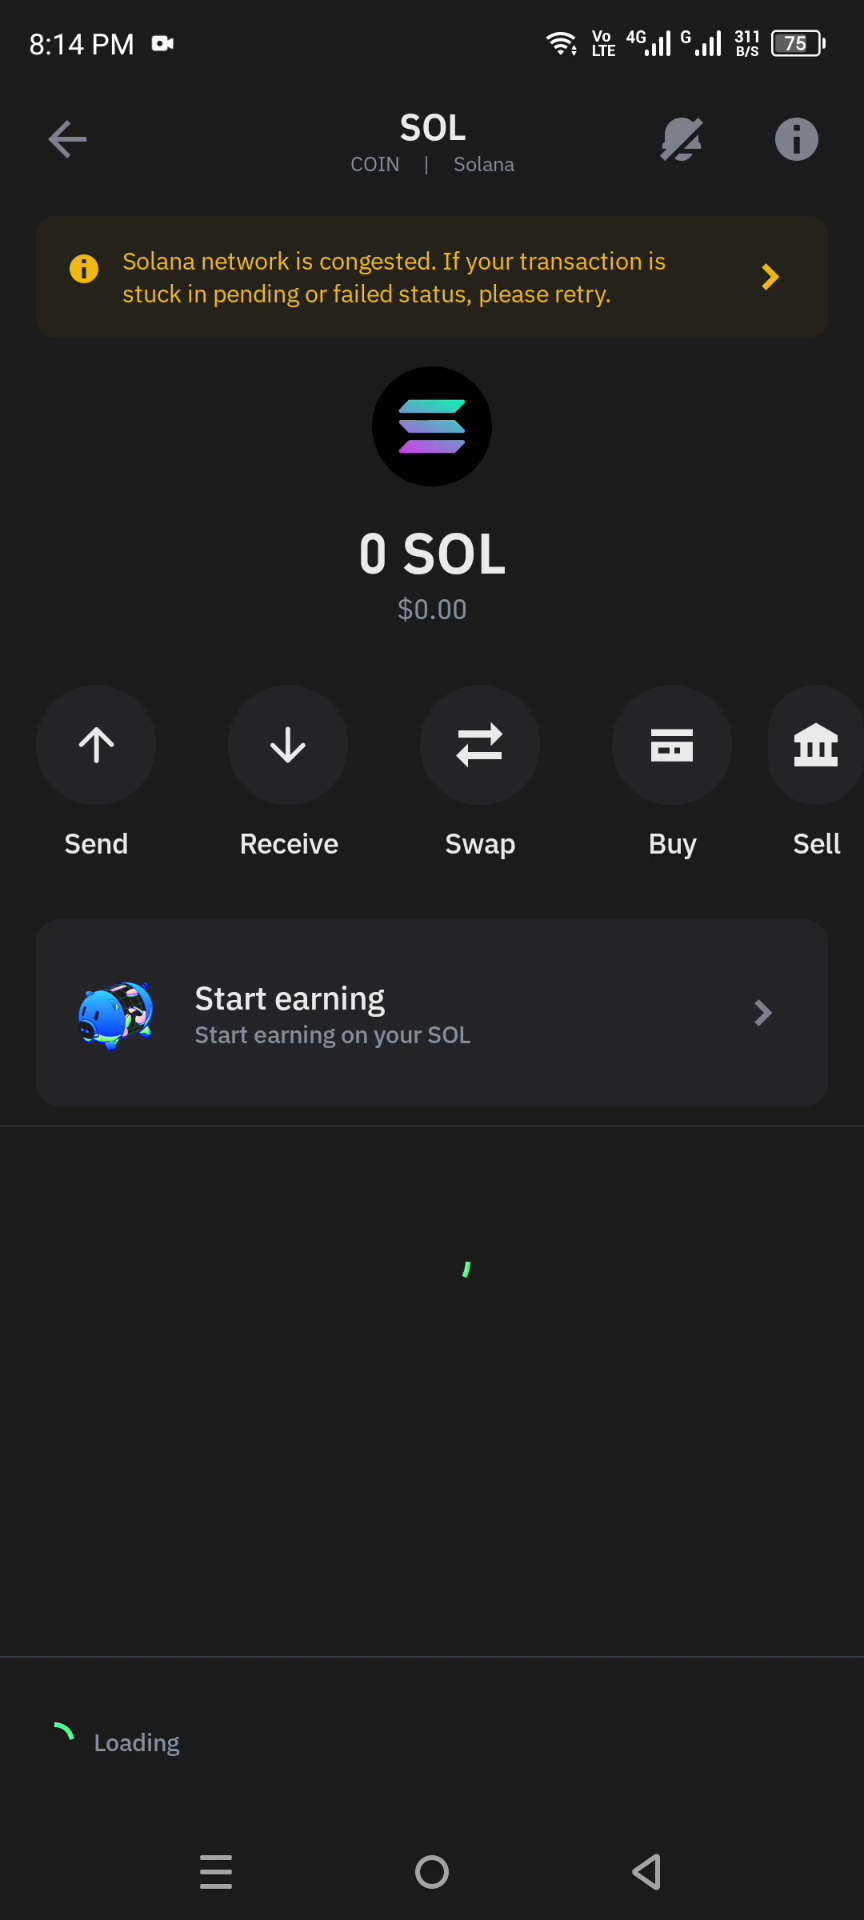 8:14 PM
Vo LTE 4G G 311 B/S 75
SOL
COIN | Solana
Solana network is congested. If your transaction is
stuck in pending or failed status, please retry.
0 SOL
$0.00
Send Receive Swap Buy Sell
Start earning
Start earning on your SOL
Loading